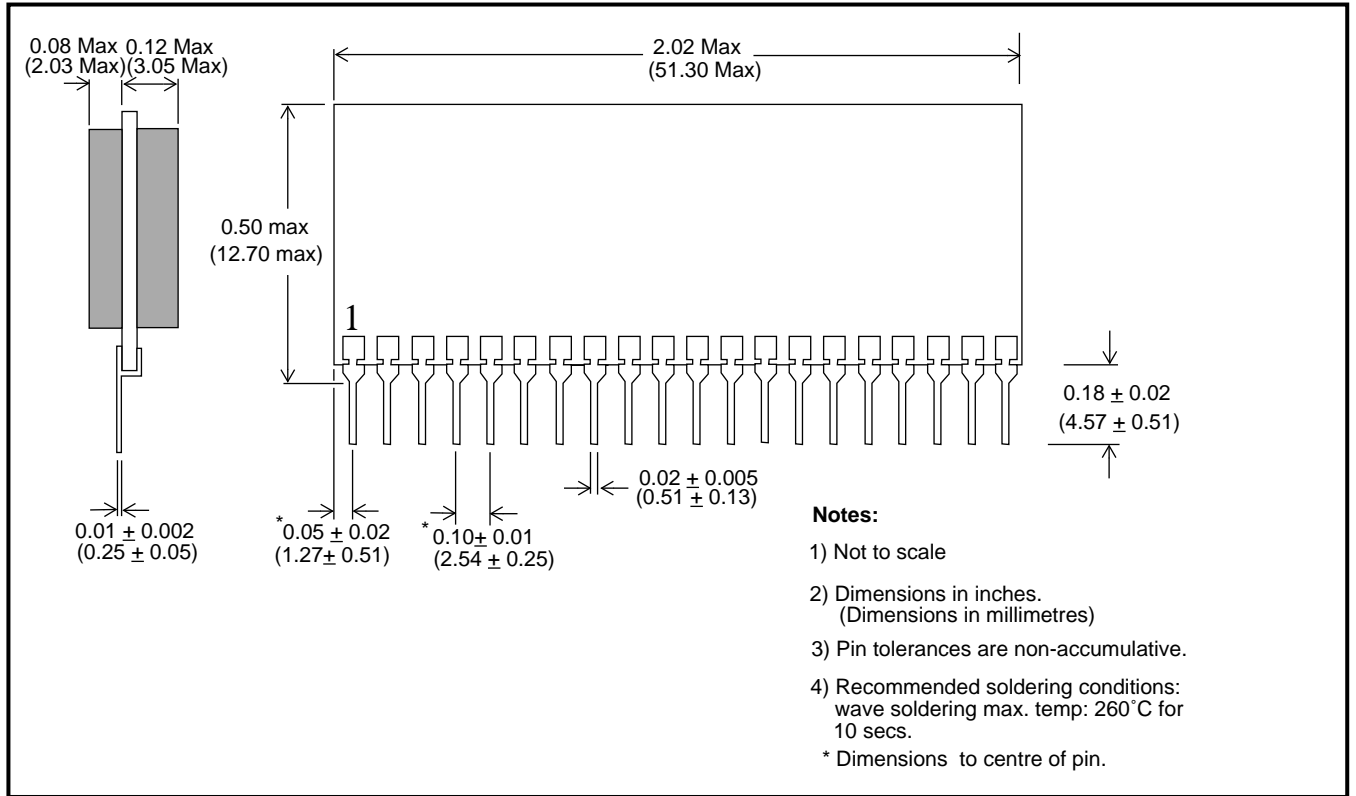 0.08 Max 0.12 Max
(2.03 Max)(3.05 Max)
2.02 Max
(51.30 Max)
0.50 max
(12.70 max)
1
0.18 ± 0.02
(4.57 ± 0.51)
0.02 ± 0.005
(0.51 ± 0.13)
0.01 ± 0.002
(0.25 ± 0.05)
*0.05 ± 0.02
(1.27± 0.51)
*0.10± 0.01
(2.54 ± 0.25)
Notes:
1) Not to scale
2) Dimensions in inches.
(Dimensions in millimetres)
3) Pin tolerances are non-accumulative.
4) Recommended soldering conditions:
wave soldering max. temp: 260°C for
10 secs.
* Dimensions to centre of pin.